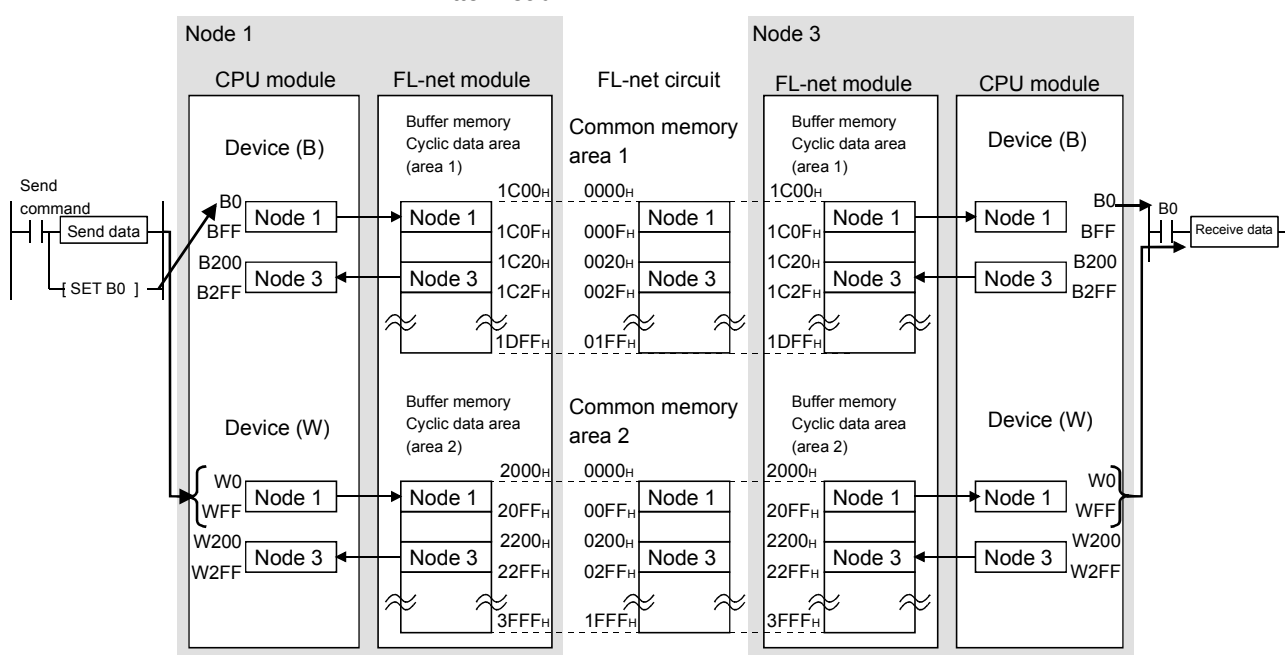 Node 1
Node 3
CPU module
FL-net module
FL-net circuit
FL-net module
CPU module
Device (B)
Buffer memory
Cyclic data area
(area 1)
Common memory
area 1
Buffer memory
Cyclic data area
(area 1)
Device (B)
Send
command
Send data
[ SET B0 ]
B0
BFF
Node 1
B200
B2FF
Node 3
Node 1
Node 3
1C00H
1C0FH
1C20H
1C2FH
1DFFH
0000H
000FH
0020H
002FH
01FFH
Node 1
Node 3
1C00H
1C0FH
1C20H
1C2FH
1DFFH
Node 1
Node 3
Node 1
Node 3
B0
BFF
B200
B2FF
B0
Receive data
Device (W)
Buffer memory
Cyclic data area
(area 2)
Common memory
area 2
Buffer memory
Cyclic data area
(area 2)
Device (W)
W0
WFF
Node 1
W200
W2FF
Node 3
Node 1
Node 3
2000H
20FFH
2200H
22FFH
3FFFH
0000H
00FFH
0200H
02FFH
1FFFH
Node 1
Node 3
2000H
20FFH
2200H
22FFH
3FFFH
Node 1
Node 3
Node 1
Node 3
W0
WFF
W200
W2FF